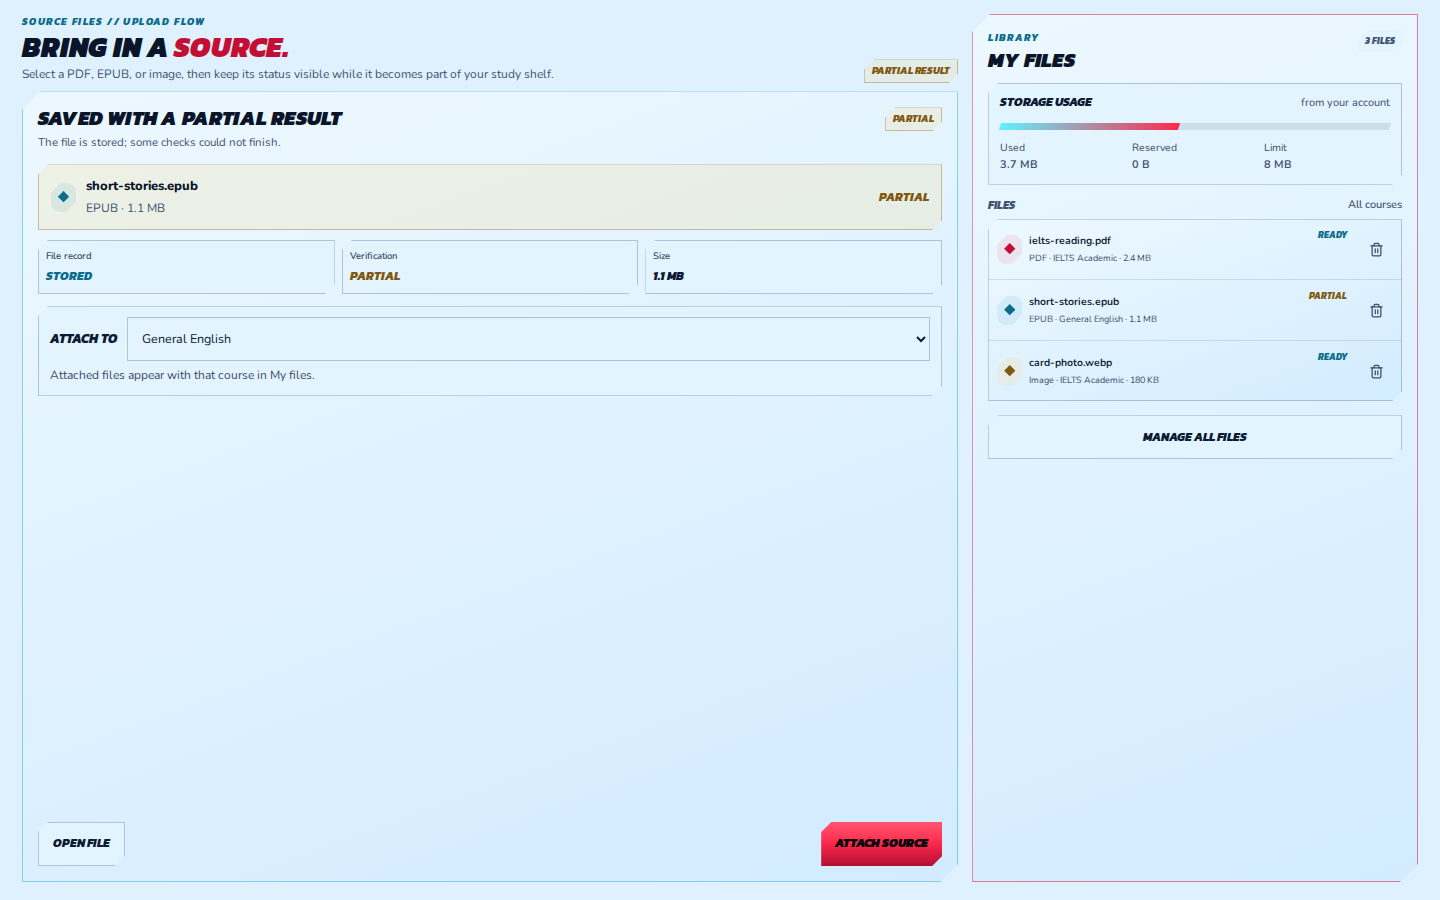 SOURCE FILES // UPLOAD FLOW
BRING IN A SOURCE.
Select a PDF, EPUB, or image, then keep its status visible while it becomes part of your study shelf.
PARTIAL RESULT
SAVED WITH A PARTIAL RESULT
PARTIAL
The file is stored; some checks could not finish.
short-stories.epub
EPUB · 1.1 MB
PARTIAL
File record
STORED
Verification
PARTIAL
Size
1.1 MB
ATTACH TO
General English
Attached files appear with that course in My files.
OPEN FILE
ATTACH SOURCE
LIBRARY
3 FILES
MY FILES
STORAGE USAGE
from your account
Used
3.7 MB
Reserved
0 B
Limit
8 MB
FILES
All courses
ielts-reading.pdf
PDF · IELTS Academic · 2.4 MB
READY
short-stories.epub
EPUB · General English · 1.1 MB
PARTIAL
card-photo.webp
Image · IELTS Academic · 180 KB
READY
MANAGE ALL FILES